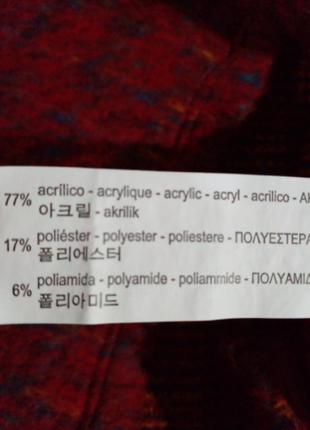 77% acrílico - acrylique - acrylic - acryl - acrilico -
아크릴 - akrilik
17% poliéster - polyester - poliestere - ΠΟΛΥΕΣΤΕΡΑ
폴리에스터
6% poliamida - polyamide - poliammide - ΠΟΛΥΑΜΙΔ
폴리아미드